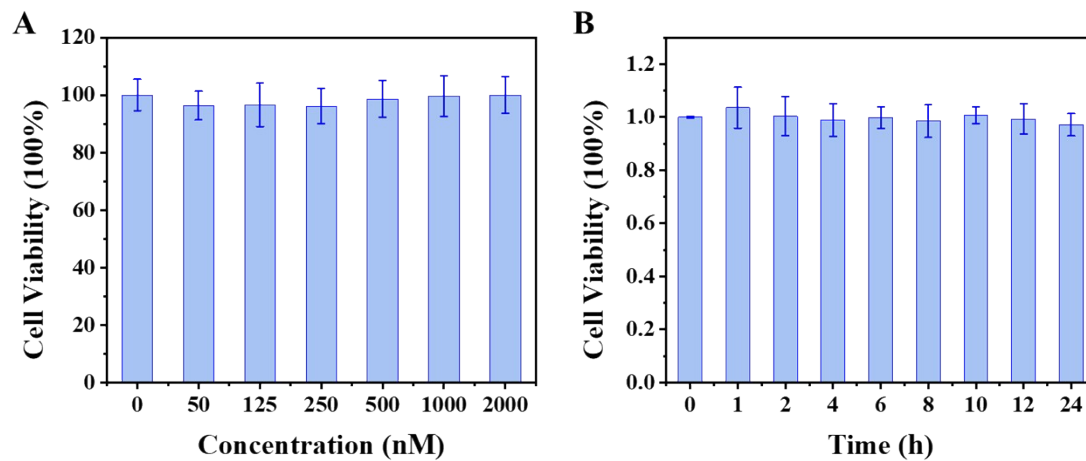 A
Cell Viability (100%)
120
100
80
60
40
20
0
0 50 125 250 500 1000 2000
Concentration (nM)
B
Cell Viability (100%)
1.2
1.0
0.8
0.6
0.4
0.2
0.0
0 1 2 4 6 8 10 12 24
Time (h)